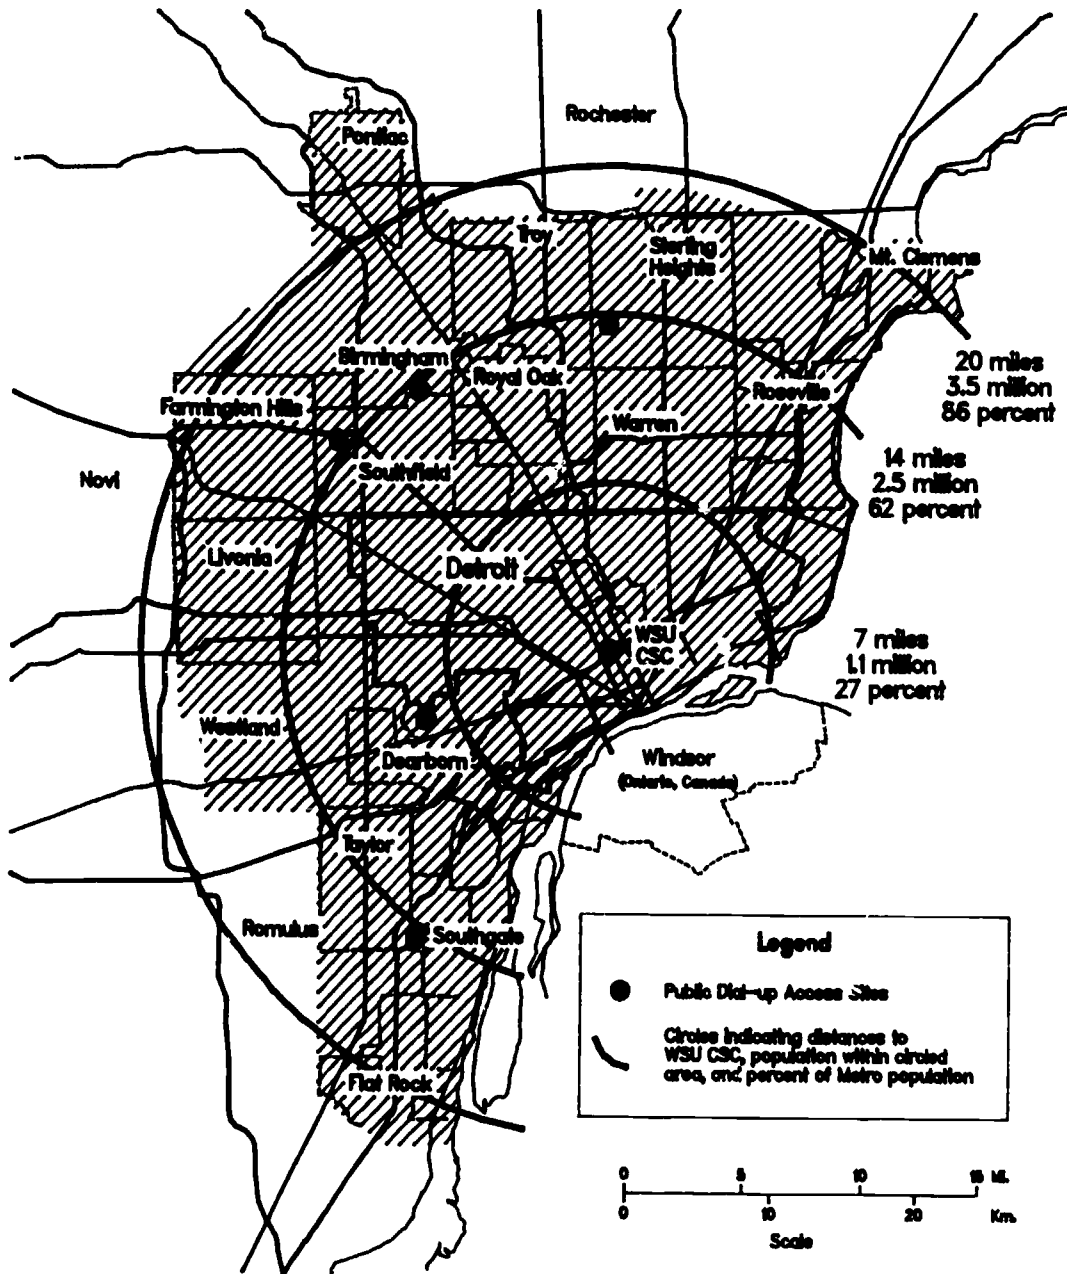 Rochester
Pontiac
Troy
Sterling
Heights
Mt. Clemens
20 miles
3.5 million
86 percent
Birmingham
Royal Oak
Roseville
Farmington Hills
Warren
14 miles
2.5 million
62 percent
Novi
Southfield
Livonia
Detroit
WSU
CSC
7 miles
1.1 million
27 percent
Westland
Dearborn
Windsor
(Ontario, Canada)
Taylor
Romulus
Southgate
Flat Rock
Legend
Public Dial-up Access Sites
Circles indicating distances to
WSU CSC, population within circled
area, and percent of Metro population
0 5 10 15 Mi.
0 10 20 Km.
Scale